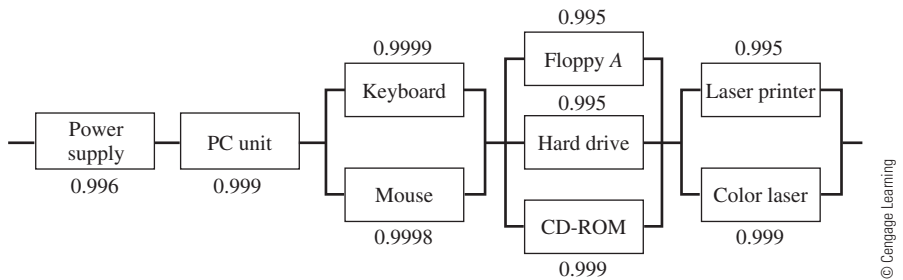 0.995
0.9999
Floppy A
0.995
Keyboard
0.995
Laser printer
Power
supply
PC unit
Hard drive
0.996
0.999
Mouse
Color laser
0.9998
CD-ROM
0.999
0.999
© Cengage Learning